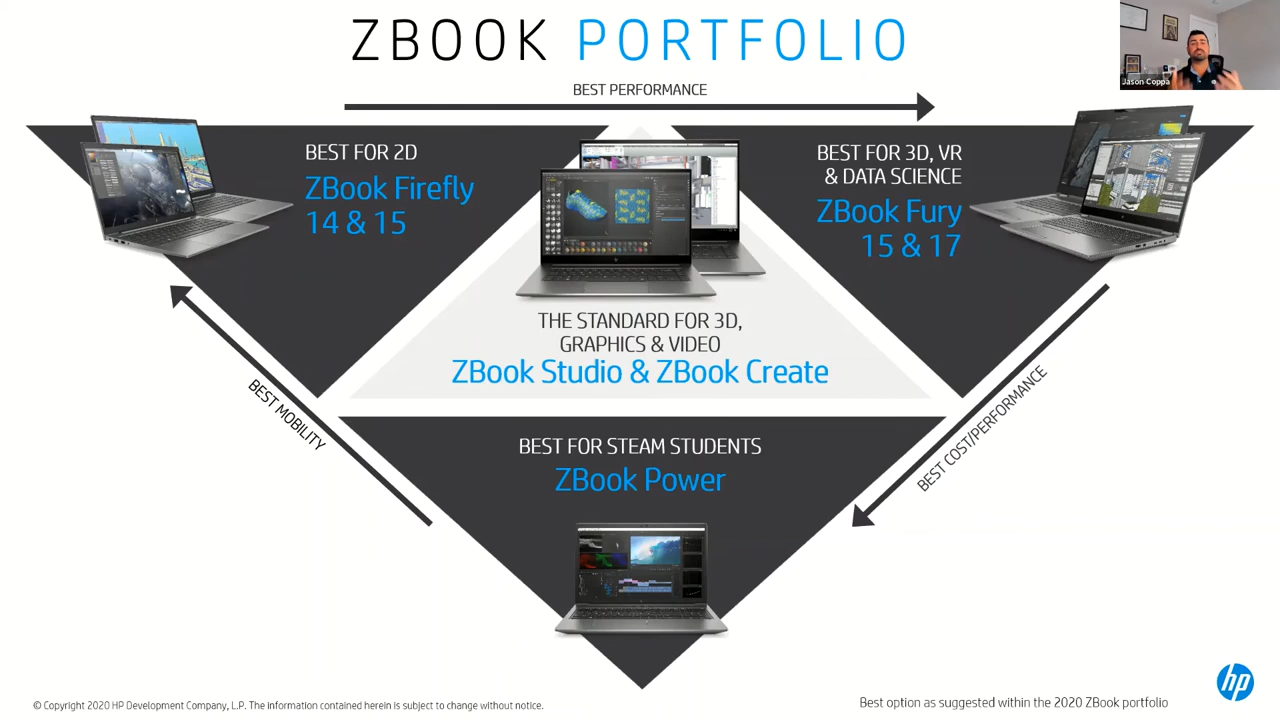 ZBOOK PORTFOLIO
Jason Coppa
BEST PERFORMANCE
BEST FOR 2D
ZBook Firefly
14 & 15
BEST FOR 3D, VR
& DATA SCIENCE
ZBook Fury
15 & 17
THE STANDARD FOR 3D,
GRAPHICS & VIDEO
ZBook Studio & ZBook Create
BEST MOBILITY
BEST COST/PERFORMANCE
BEST FOR STEAM STUDENTS
ZBook Power
hp
© Copyright 2020 HP Development Company, L.P. The information contained herein is subject to change without notice.
Best option as suggested within the 2020 ZBook portfolio